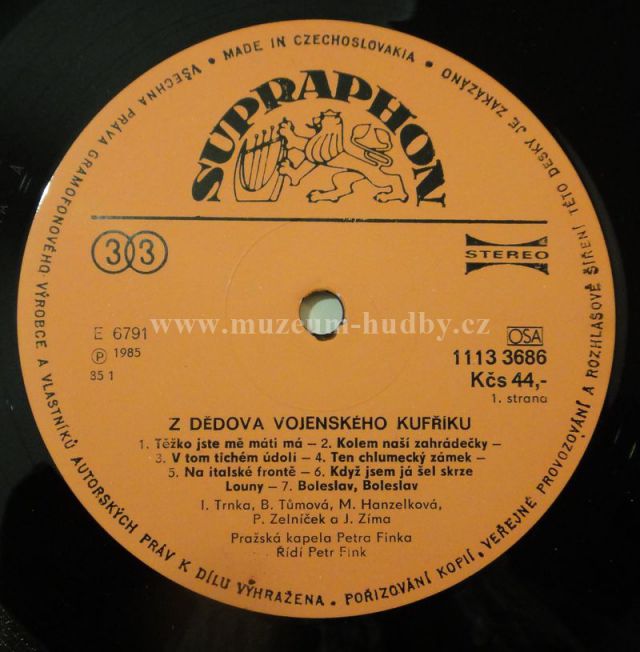 VŠECHNA PRÁVA GRAMOFONOVÉHO VÝROBCE A VLASTNÍKŮ AUTORSKÝCH PRÁV K DÍLU VYHRAŽENA. POŘIZOVÁNÍ KOPIÍ, VEŘEJNÉ PROVOZOVÁNÍ A ROZHLASOVÉ ŠÍŘENÍ TÉTO DESKY JE ZAKÁZÁNO • MADE IN CZECHOSLOVAKIA •
SUPRAPHON
33
STEREO
www.muzeum-hudby.cz
E 6791
Ⓟ 1985
85 1
OSA
1113 3686
Kčs 44,-
1. strana
Z DĚDOVA VOJENSKÉHO KUFŘÍKU
1. Těžko jste mě máti má – 2. Kolem naší zahrádečky –
3. V tom tichém údolí – 4. Ten chlumecký zámek –
5. Na italské frontě – 6. Když jsem já šel skrze
Louny – 7. Boleslav, Boleslav
I. Trnka, B. Tůmová, M. Hanzelková,
P. Zelníček a J. Zíma
Pražská kapela Petra Finka
Řídí Petr Fink